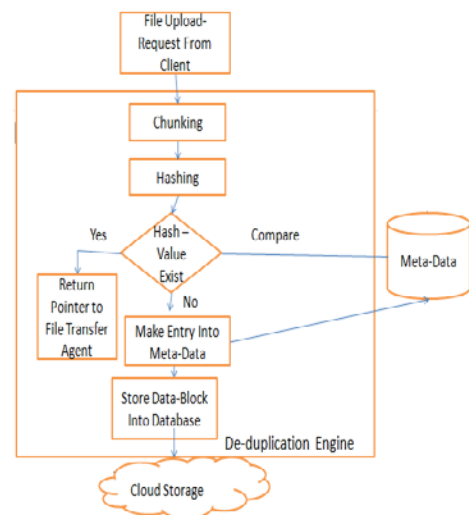 File Upload-
Request From
Client
Chunking
Hashing
Hash –
Value
Exist
Yes
Compare
No
Meta-Data
Return
Pointer to
File Transfer
Agent
Make Entry Into
Meta-Data
Store Data-Block
Into Database
De-duplication Engine
Cloud Storage